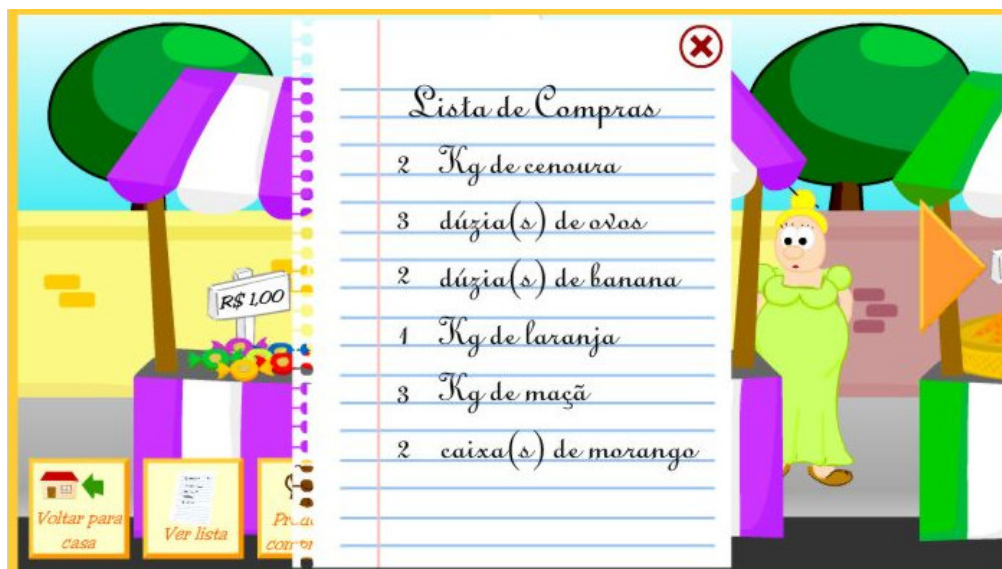 Lista de Compras
2 Kg de cenoura
3 dúzia(s) de ovos
2 dúzia(s) de banana
1 Kg de laranja
3 Kg de maçã
2 caixa(s) de morango
R$ 1,00
Voltar para
casa
Ver lista